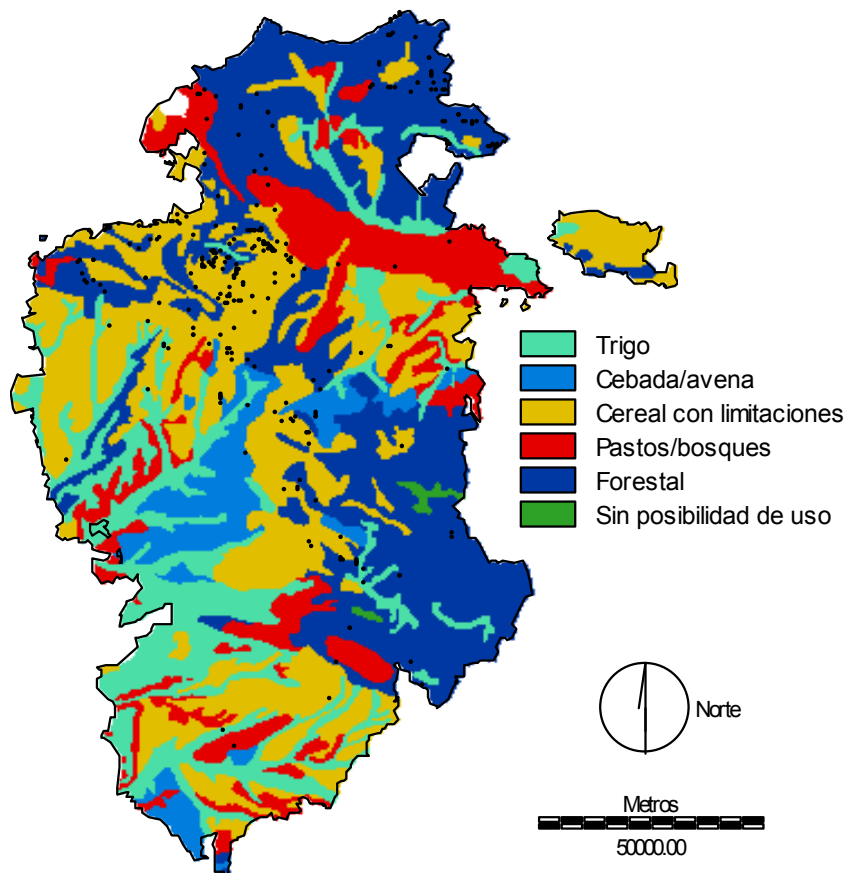 Trigo
Cebada/avena
Cereal con limitaciones
Pastos/bosques
Forestal
Sin posibilidad de uso
Norte
Metros
50000.00